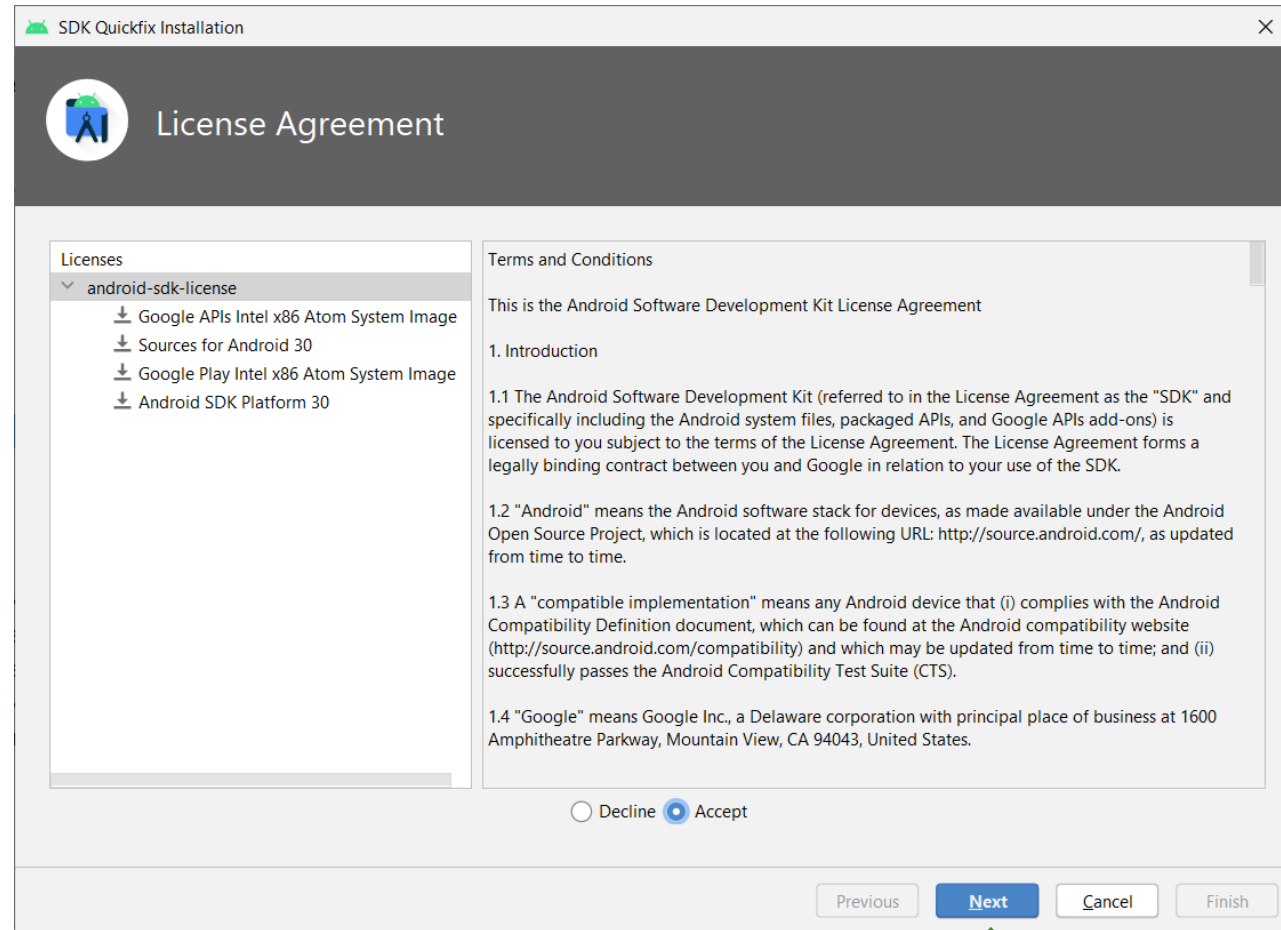 SDK Quickfix Installation
License Agreement
Licenses
android-sdk-license
Google APIs Intel x86 Atom System Image
Sources for Android 30
Google Play Intel x86 Atom System Image
Android SDK Platform 30
Terms and Conditions
This is the Android Software Development Kit License Agreement
1. Introduction
1.1 The Android Software Development Kit (referred to in the License Agreement as the "SDK" and
specifically including the Android system files, packaged APIs, and Google APIs add-ons) is
licensed to you subject to the terms of the License Agreement. The License Agreement forms a
legally binding contract between you and Google in relation to your use of the SDK.
1.2 "Android" means the Android software stack for devices, as made available under the Android
Open Source Project, which is located at the following URL: http://source.android.com/, as updated
from time to time.
1.3 A "compatible implementation" means any Android device that (i) complies with the Android
Compatibility Definition document, which can be found at the Android compatibility website
(http://source.android.com/compatibility) and which may be updated from time to time; and (ii)
successfully passes the Android Compatibility Test Suite (CTS).
1.4 "Google" means Google Inc., a Delaware corporation with principal place of business at 1600
Amphitheatre Parkway, Mountain View, CA 94043, United States.
Decline Accept
Previous Next Cancel Finish